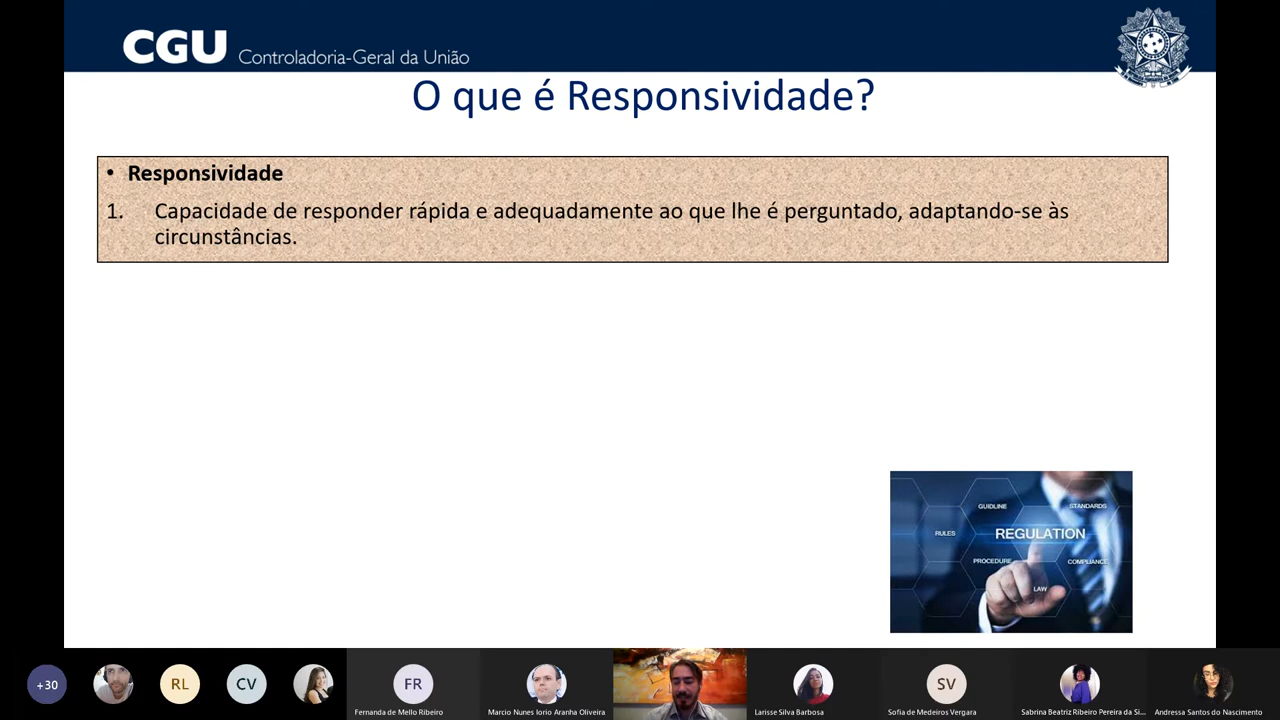 CGU Controladoria-Geral da União
O que é Responsividade?
• Responsividade
1. Capacidade de responder rápida e adequadamente ao que lhe é perguntado, adaptando-se às
circunstâncias.
GUIDLINE
STANDARDS
RULES
REGULATION
PROCEDURE
COMPLIANCE
LAW
+30
RL
CV
FR
SV
Fernanda de Mello Ribeiro
Marcio Nunes Iorio Aranha Oliveira
Larisse Silva Barbosa
Sofia de Medeiros Vergara
Sabrina Beatriz Ribeiro Pereira da Si...
Andressa Santos do Nascimento